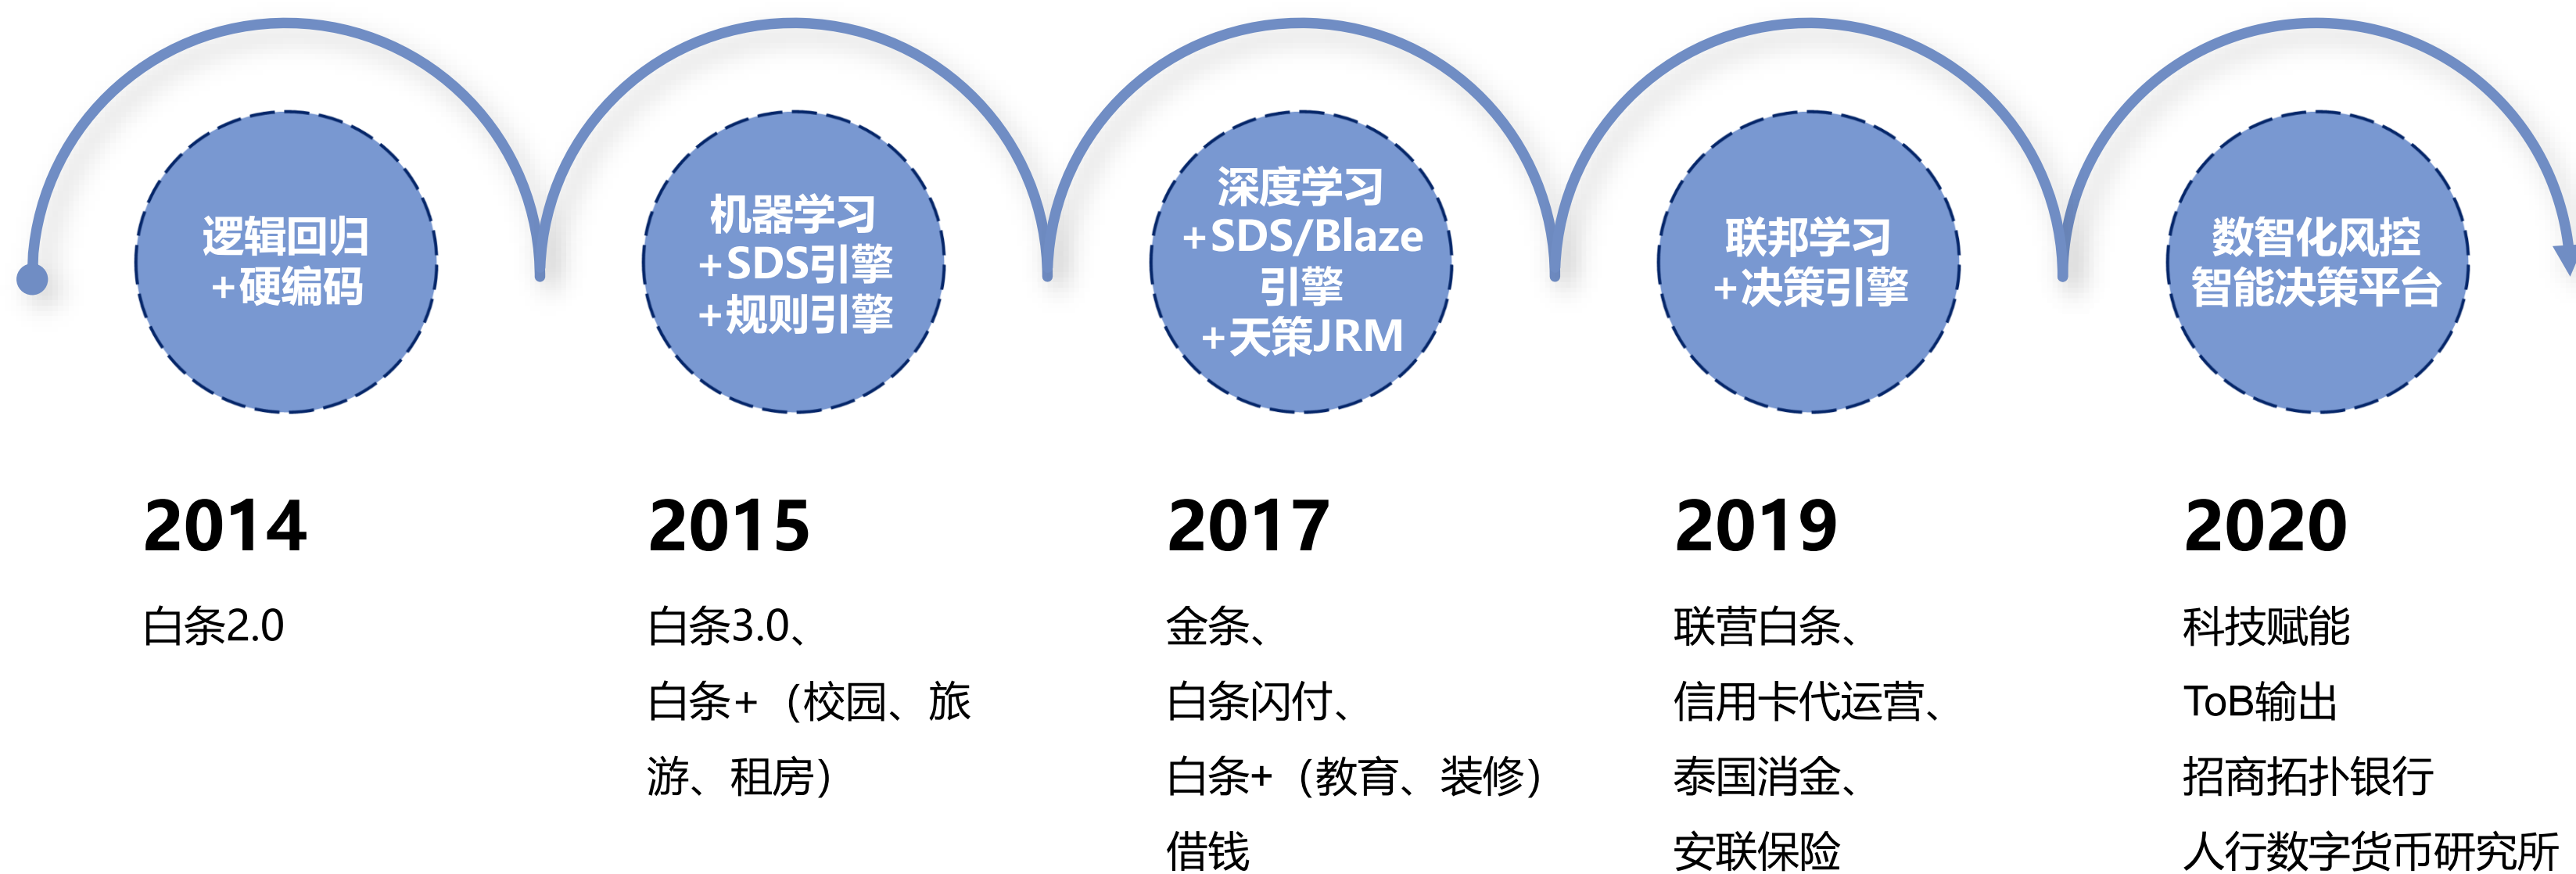 逻辑回归
+硬编码
机器学习
+SDS引擎
+规则引擎
深度学习
+SDS/Blaze
引擎
+天策JRM
联邦学习
+决策引擎
数智化风控
智能决策平台
2014
白条2.0
2015
白条3.0、
白条+（校园、旅
游、租房）
2017
金条、
白条闪付、
白条+（教育、装修）
借钱
2019
联营白条、
信用卡代运营、
泰国消金、
安联保险
2020
科技赋能
ToB输出
招商拓扑银行
人行数字货币研究所